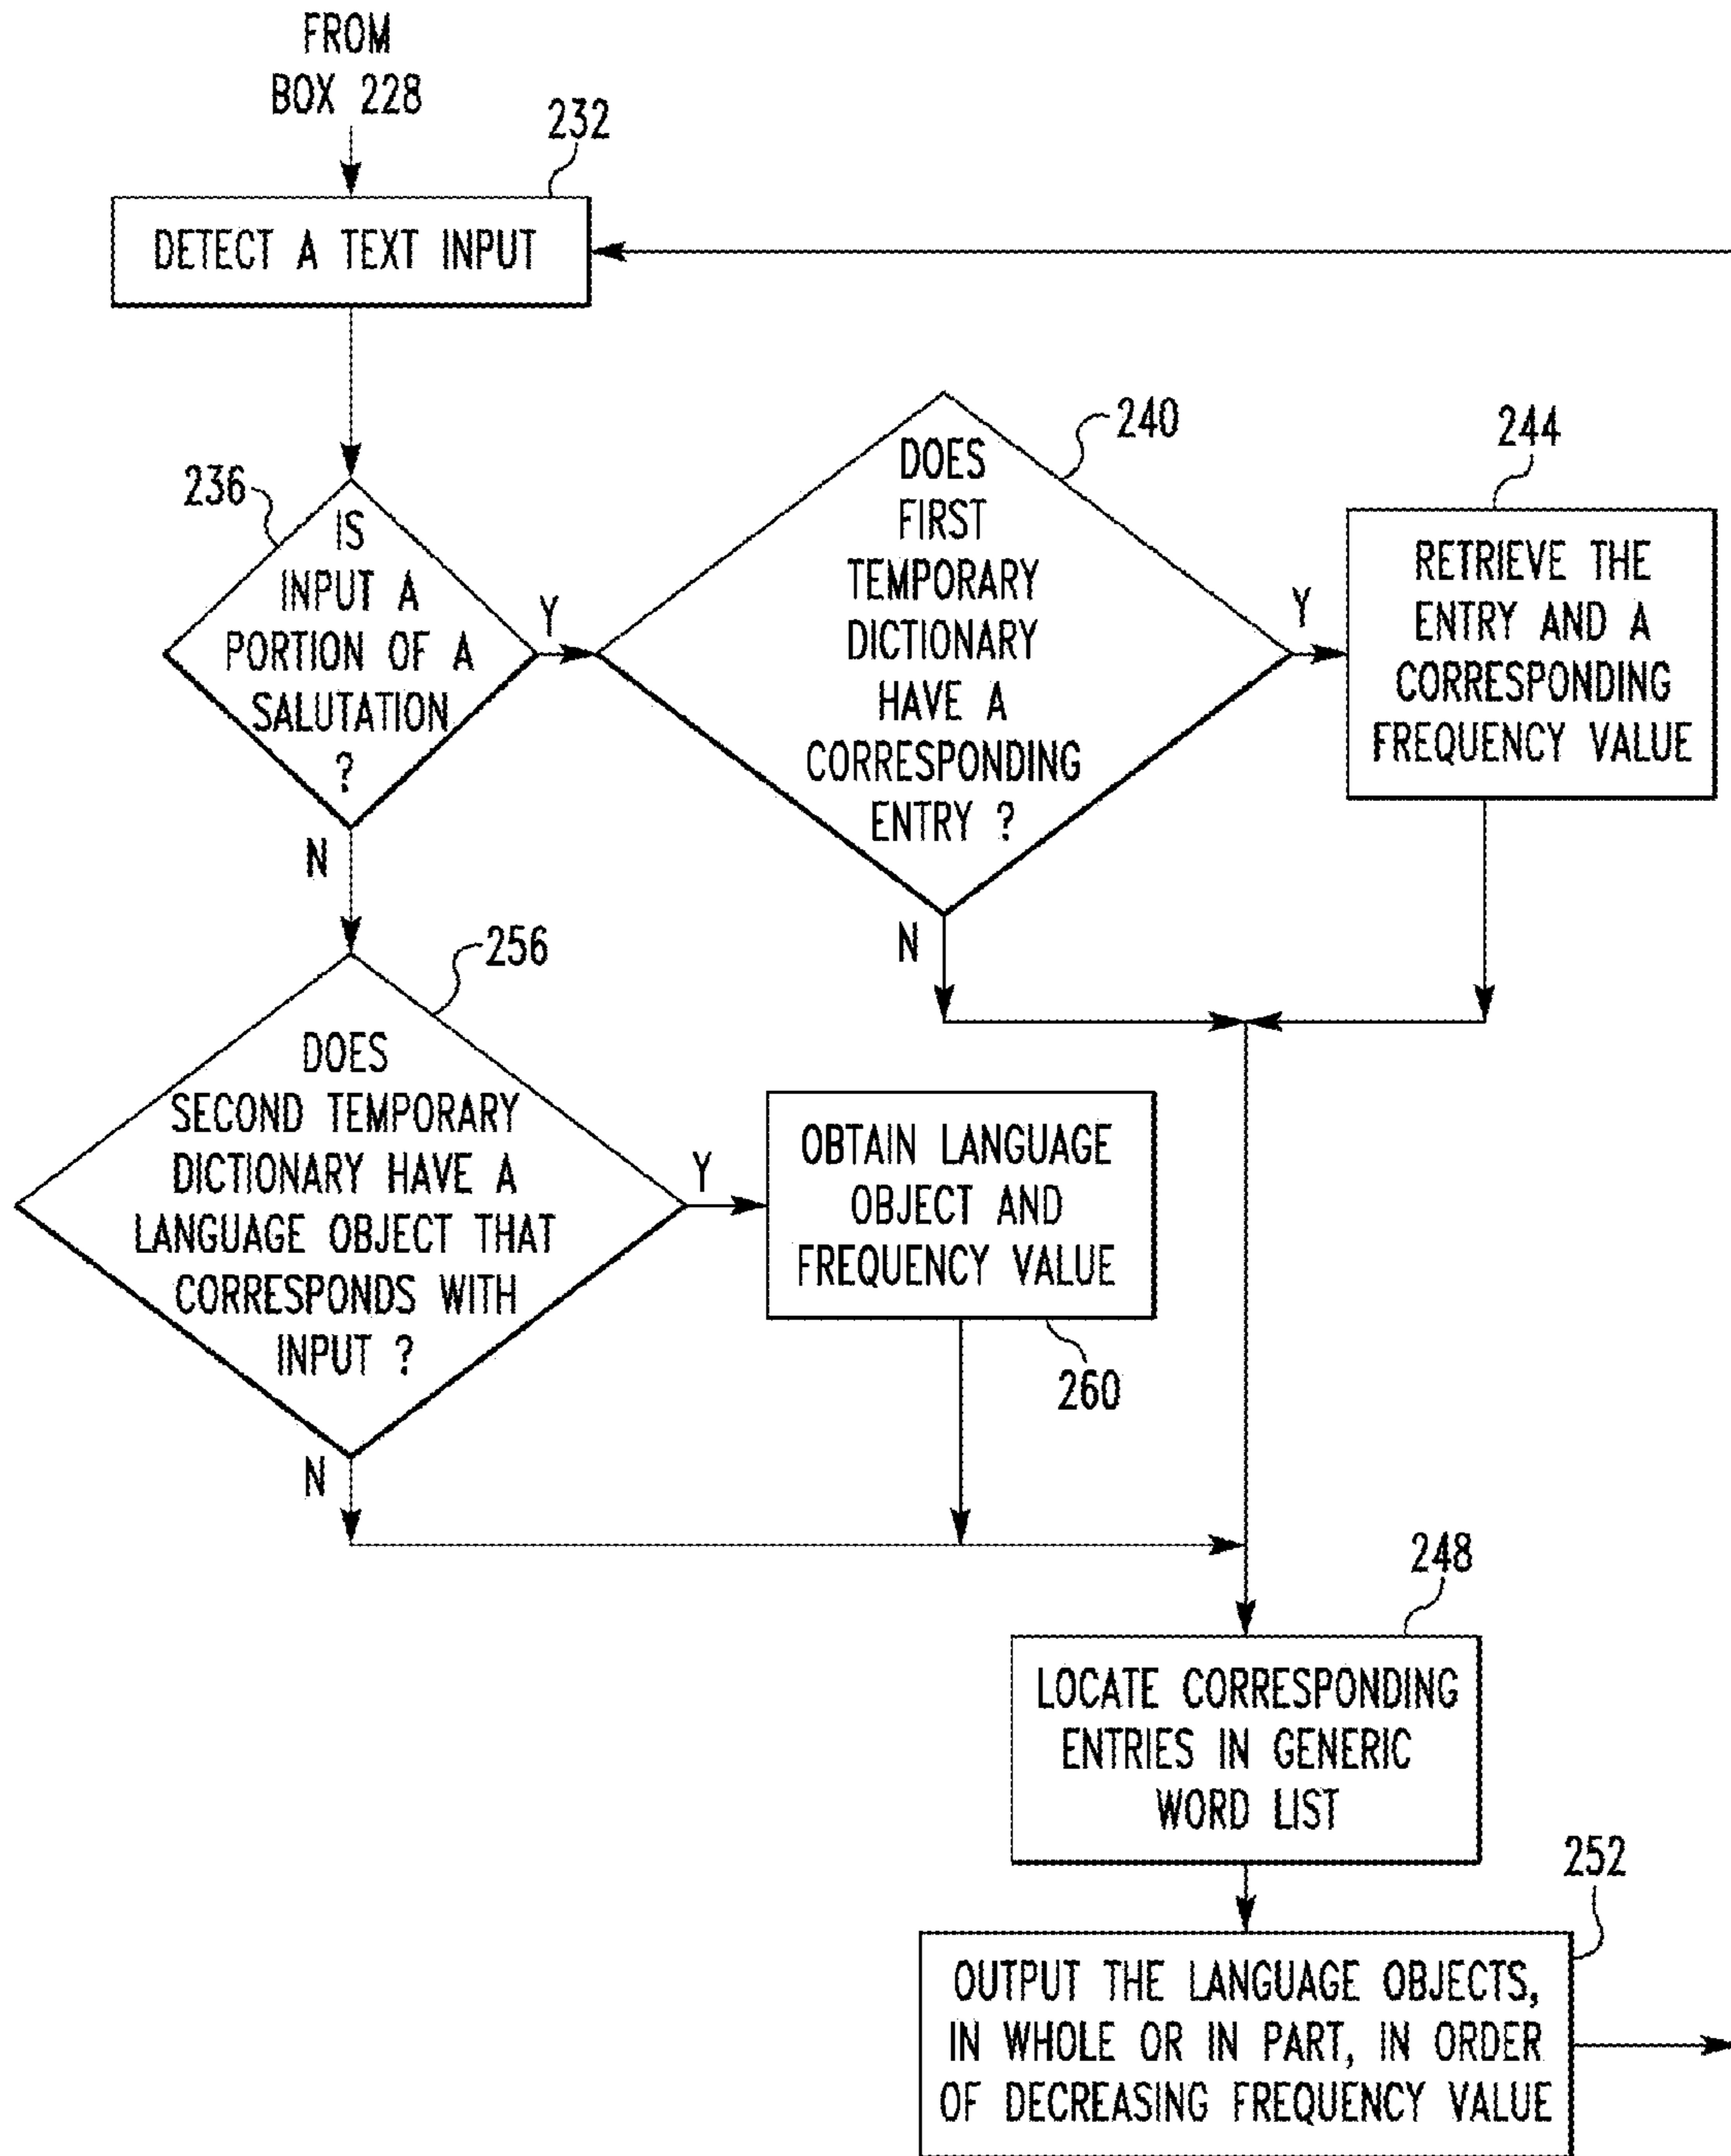 FROM
BOX 228
232
DETECT A TEXT INPUT
236
IS
INPUT A
PORTION OF A
SALUTATION
?
Y
N
240
DOES
FIRST
TEMPORARY
DICTIONARY
HAVE A
CORRESPONDING
ENTRY ?
Y
N
244
RETRIEVE THE
ENTRY AND A
CORRESPONDING
FREQUENCY VALUE
256
DOES
SECOND TEMPORARY
DICTIONARY HAVE A
LANGUAGE OBJECT THAT
CORRESPONDS WITH
INPUT ?
Y
N
OBTAIN LANGUAGE
OBJECT AND
FREQUENCY VALUE
260
248
LOCATE CORRESPONDING
ENTRIES IN GENERIC
WORD LIST
252
OUTPUT THE LANGUAGE OBJECTS,
IN WHOLE OR IN PART, IN ORDER
OF DECREASING FREQUENCY VALUE